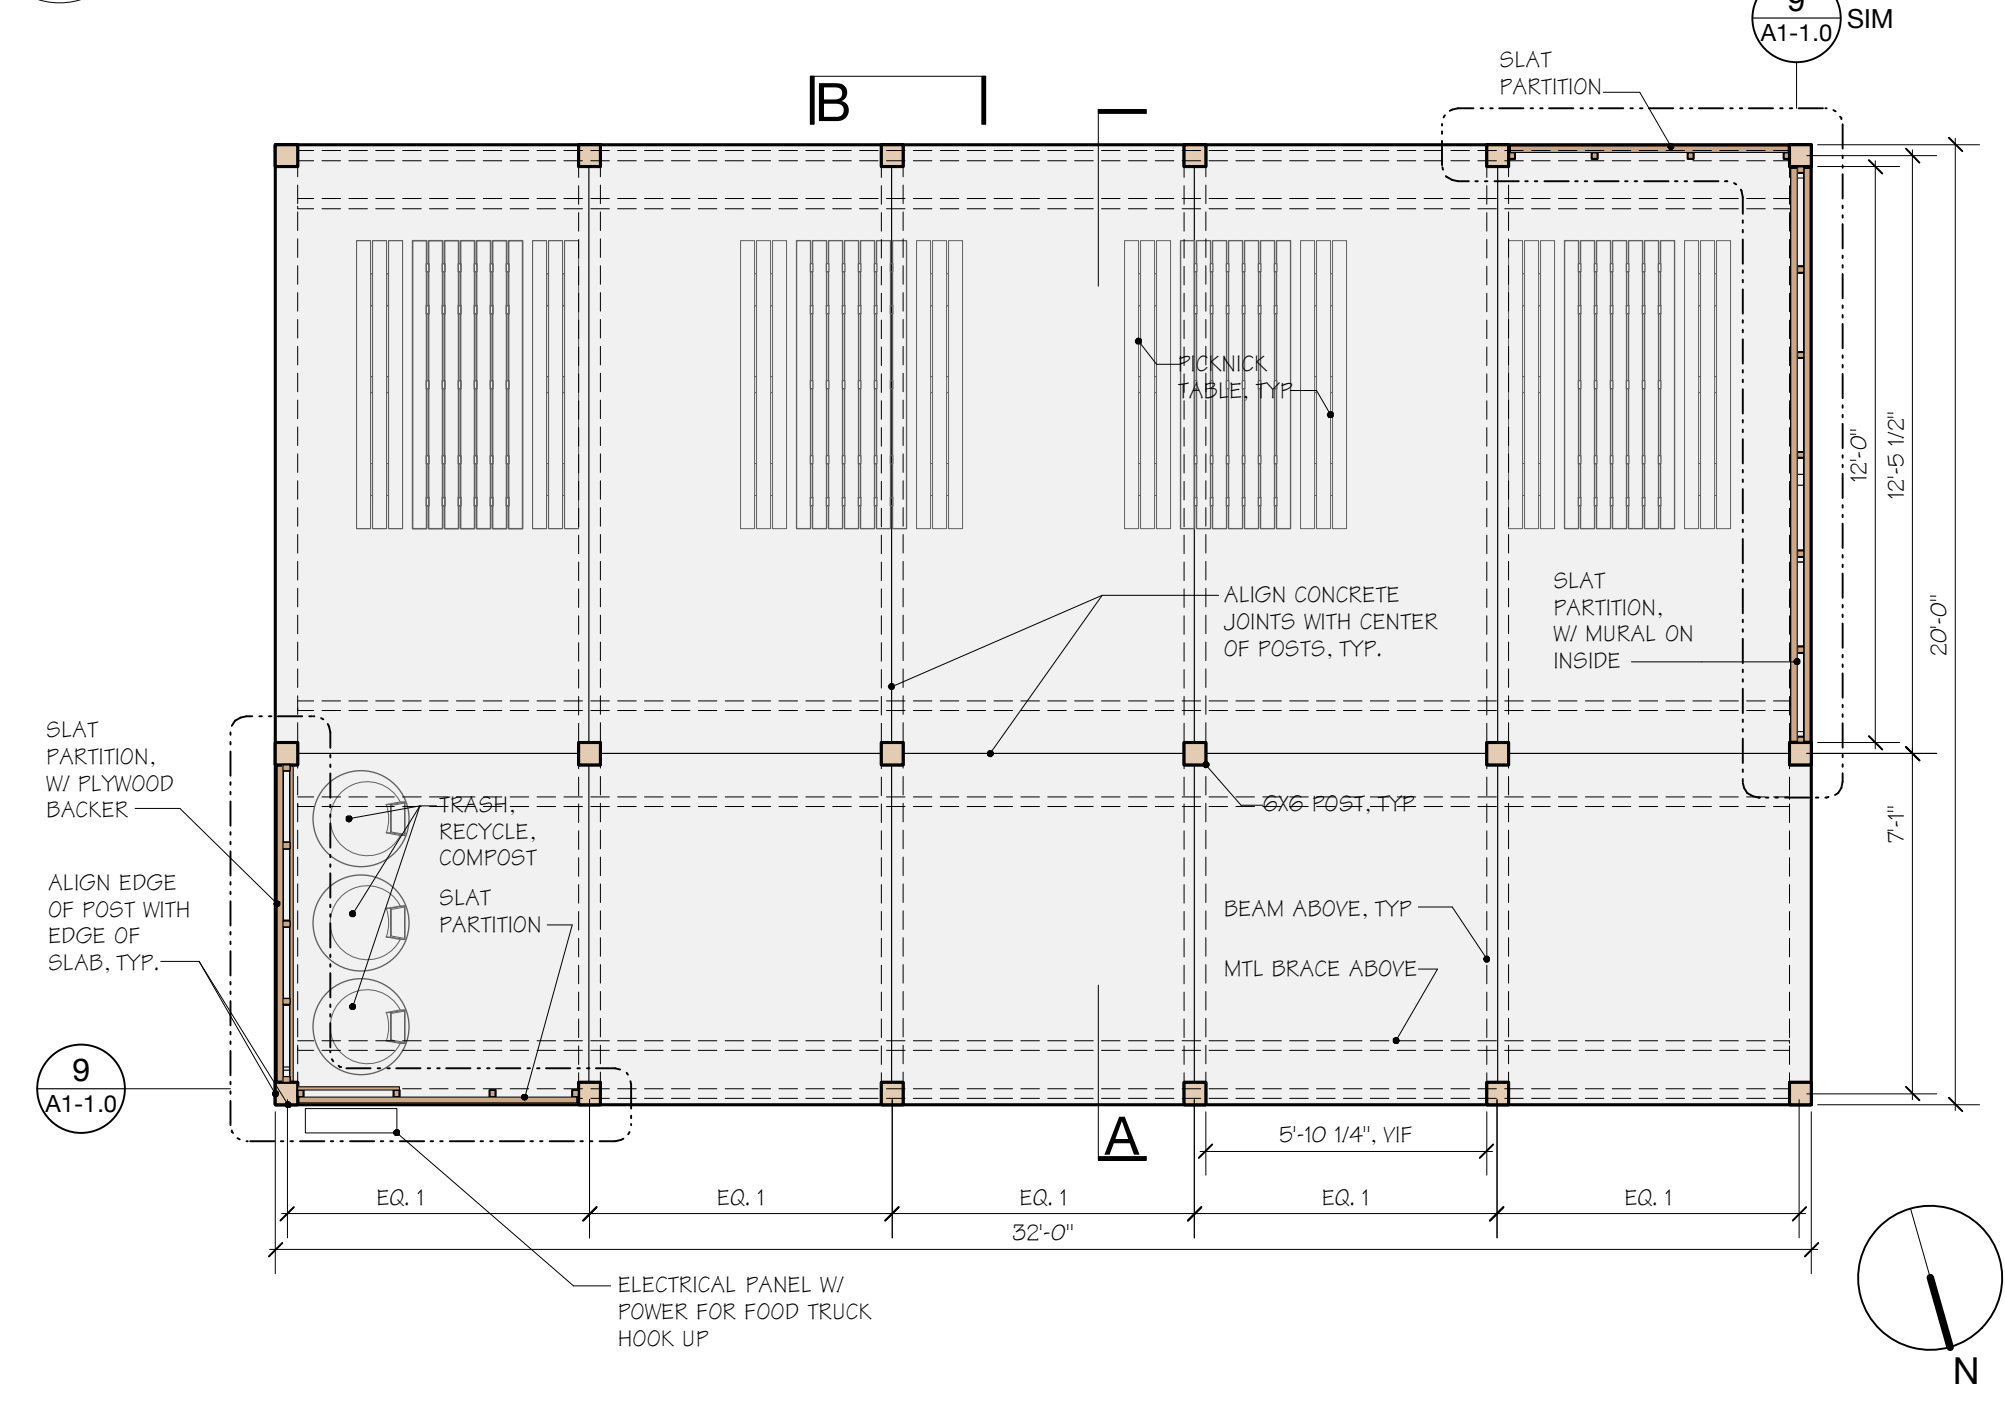 9
A1-1.0
SIM
SLAT
PARTITION
B
PICKNICK
TABLE, TYP
12'-0"
12'-5 1/2"
20'-0"
ALIGN CONCRETE
JOINTS WITH CENTER
OF POSTS, TYP.
SLAT
PARTITION,
W/ MURAL ON
INSIDE
SLAT
PARTITION,
W/ PLYWOOD
BACKER
TRASH,
RECYCLE,
COMPOST
6X6 POST, TYP
7'-1"
ALIGN EDGE
OF POST WITH
EDGE OF
SLAB, TYP.
SLAT
PARTITION
BEAM ABOVE, TYP
MTL BRACE ABOVE
9
A1-1.0
A
5'-10 1/4", VIF
EQ. 1
EQ. 1
EQ. 1
EQ. 1
EQ. 1
32'-0"
ELECTRICAL PANEL W/
POWER FOR FOOD TRUCK
HOOK UP
N